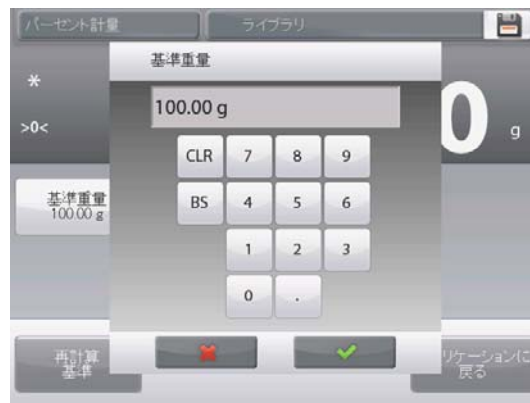 パーセント計量
ライブラリ
基準重量
*
100.00 g
>0<
0 g
CLR 7 8 9
基準重量
100.00 g
BS 4 5 6
1 2 3
0 .
再計算
基準
リケーションに
戻る